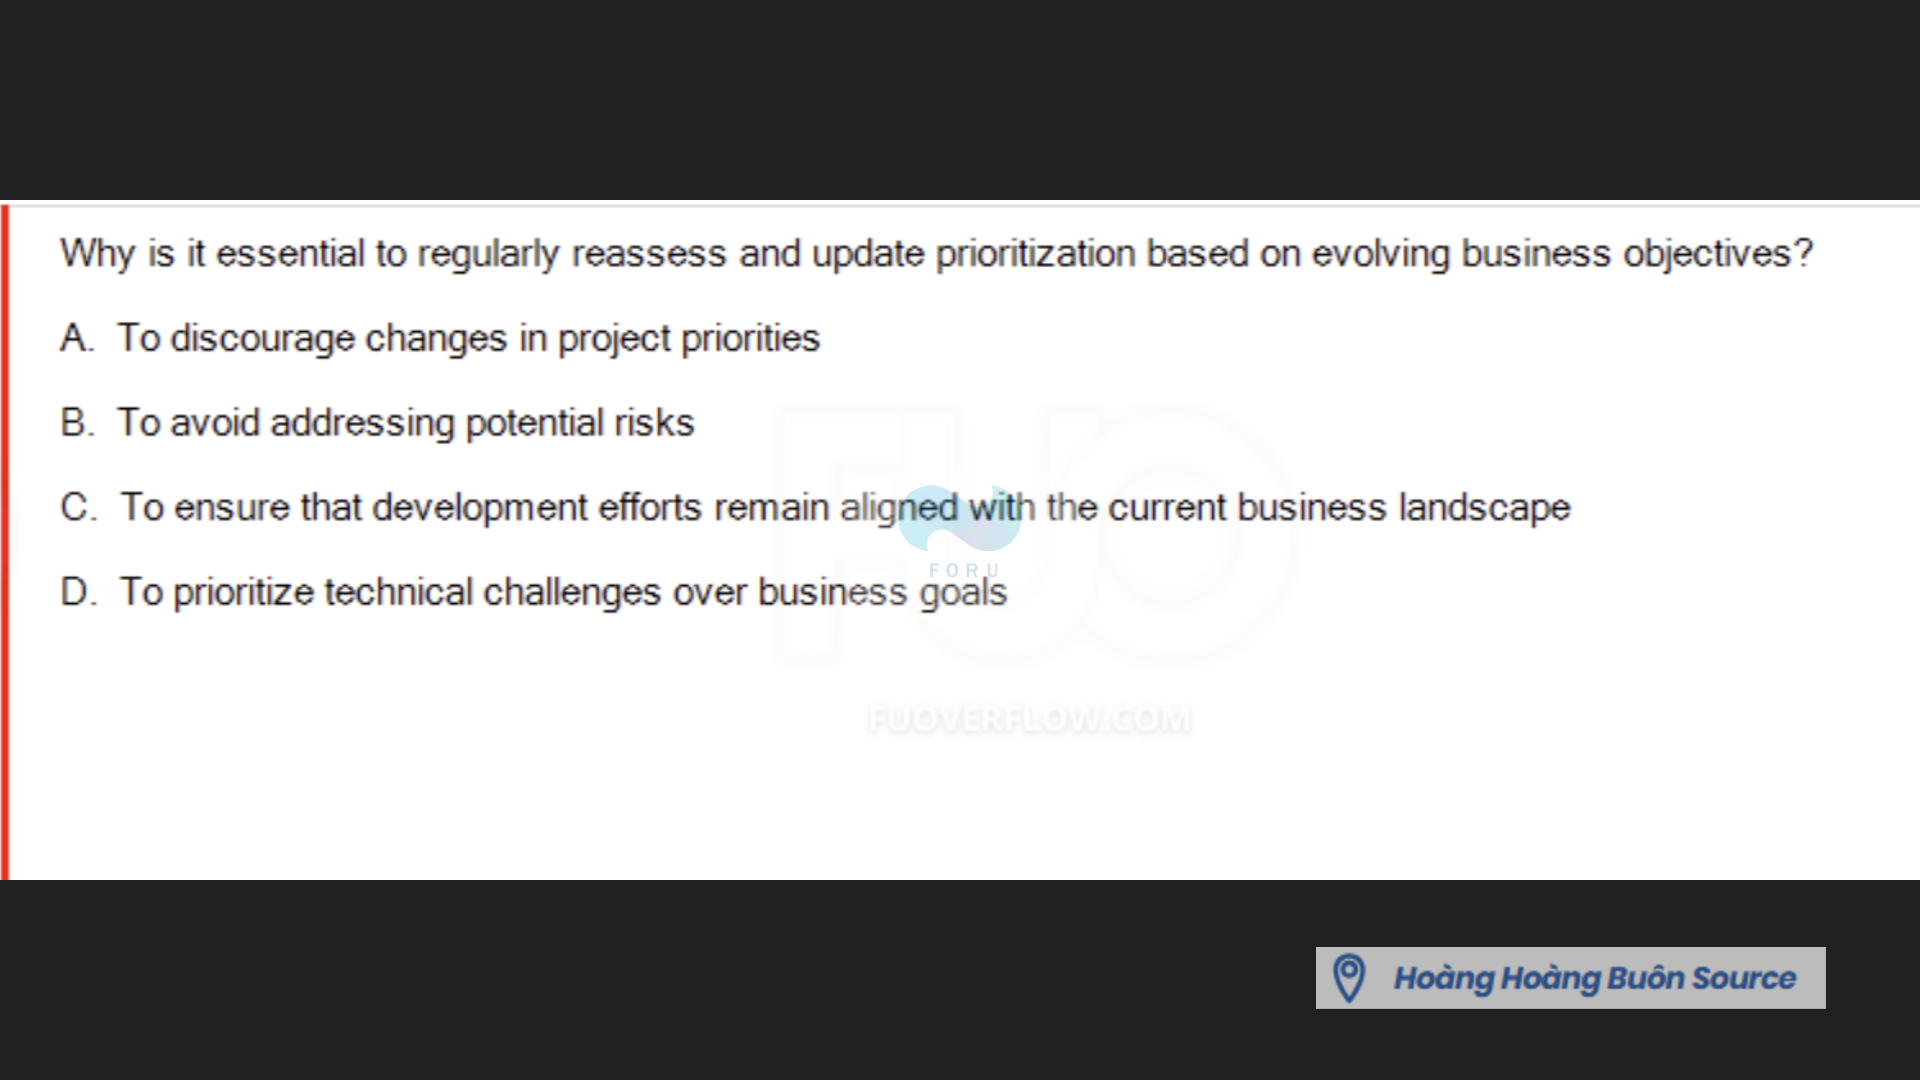 Why is it essential to regularly reassess and update prioritization based on evolving business objectives?
A. To discourage changes in project priorities
B. To avoid addressing potential risks
C. To ensure that development efforts remain aligned with the current business landscape
D. To prioritize technical challenges over business goals
FUO
FORU
FUOVERFLOW.COM
Hoàng Hoàng Buôn Source